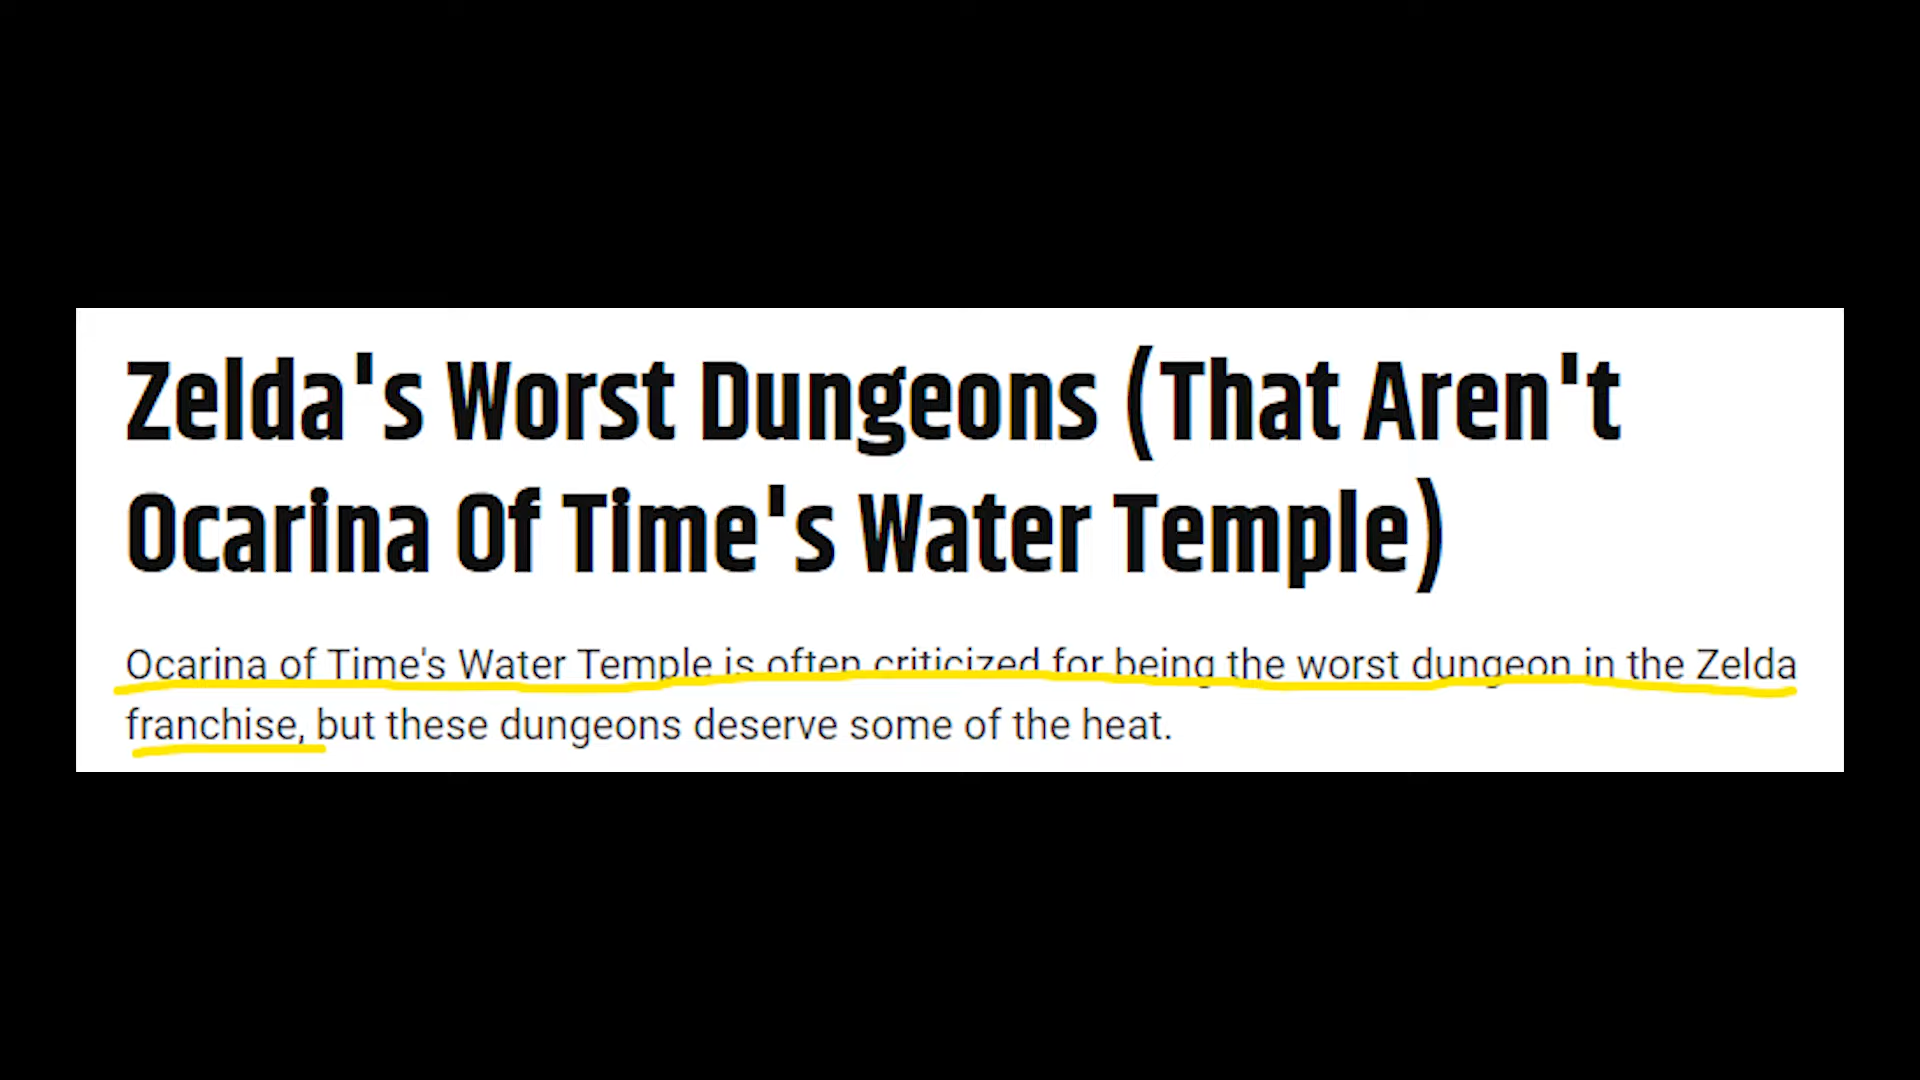 Zelda's Worst Dungeons (That Aren't
Ocarina Of Time's Water Temple)
Ocarina of Time's Water Temple is often criticized for being the worst dungeon in the Zelda
franchise, but these dungeons deserve some of the heat.